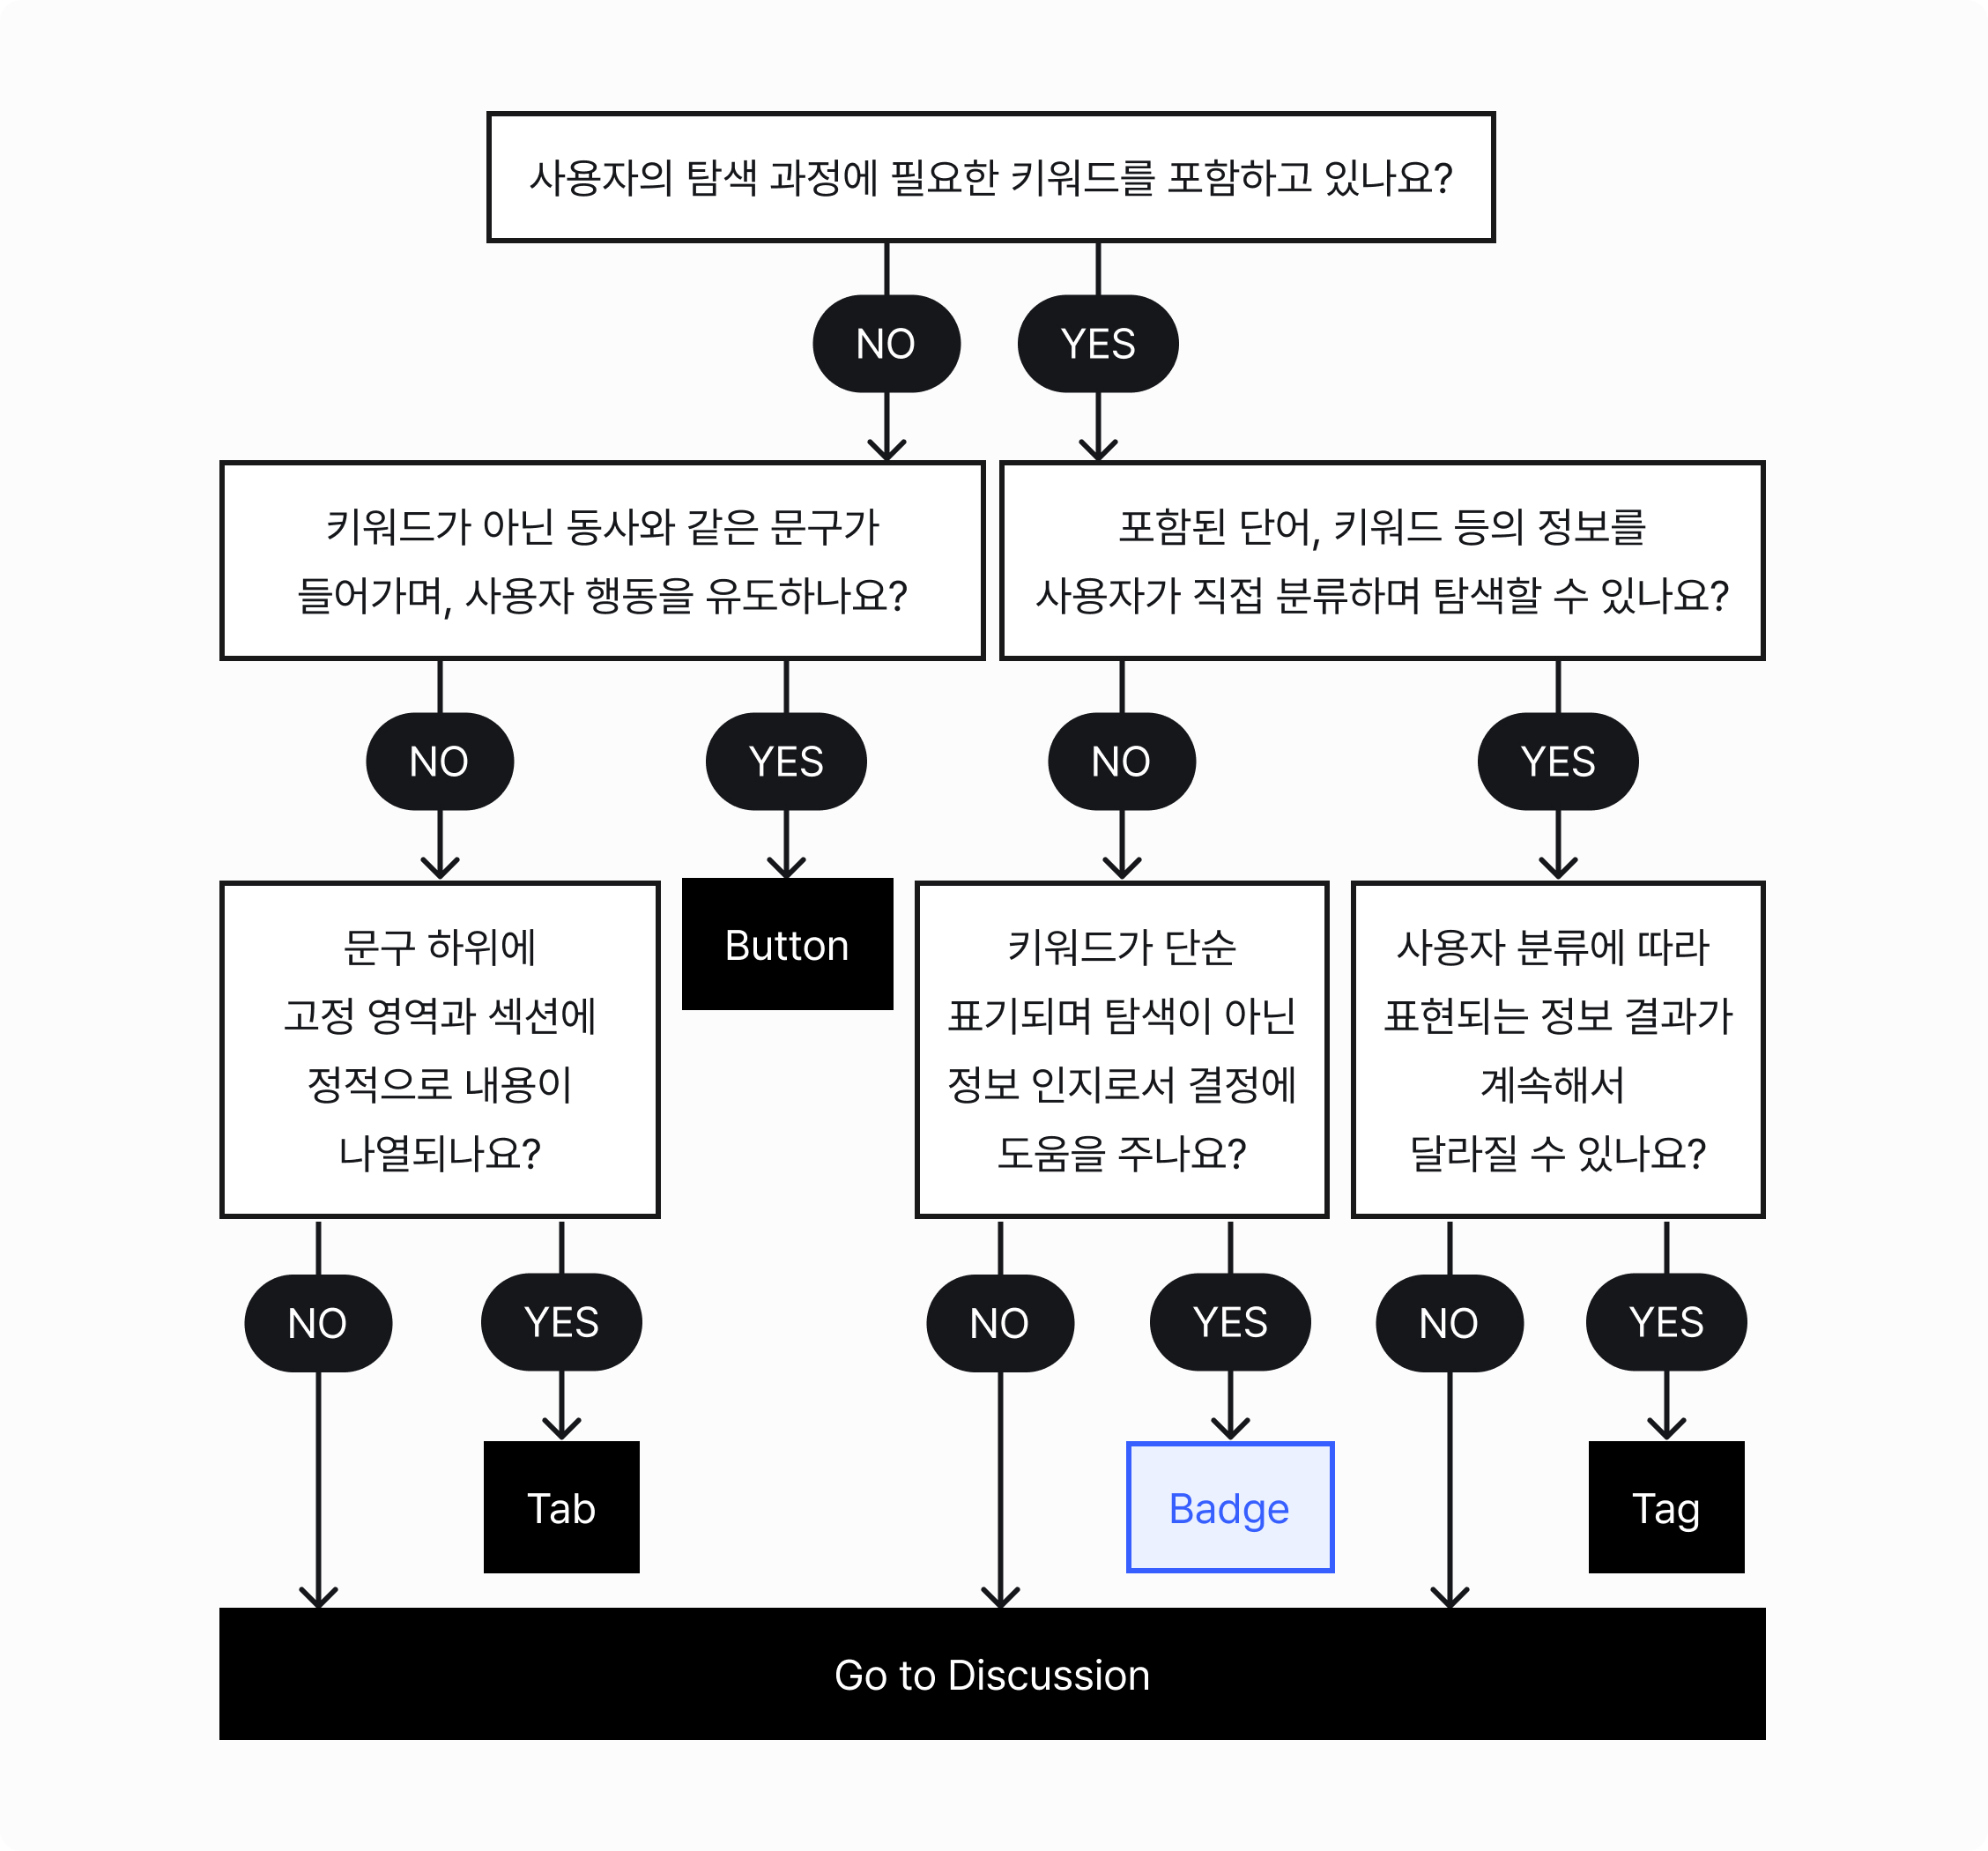 사용자의 탐색 과정에 필요한 키워드를 포함하고 있나요?
NO
YES
키워드가 아닌 동사와 같은 문구가
들어가며, 사용자 행동을 유도하나요?
포함된 단어, 키워드 등의 정보를
사용자가 직접 분류하며 탐색할 수 있나요?
NO
YES
NO
YES
문구 하위에
고정 영역과 섹션에
정적으로 내용이
나열되나요?
Button
키워드가 단순
표기되며 탐색이 아닌
정보 인지로서 결정에
도움을 주나요?
사용자 분류에 따라
표현되는 정보 결과가
계속해서
달라질 수 있나요?
NO
YES
NO
YES
NO
YES
Tab
Badge
Tag
Go to Discussion